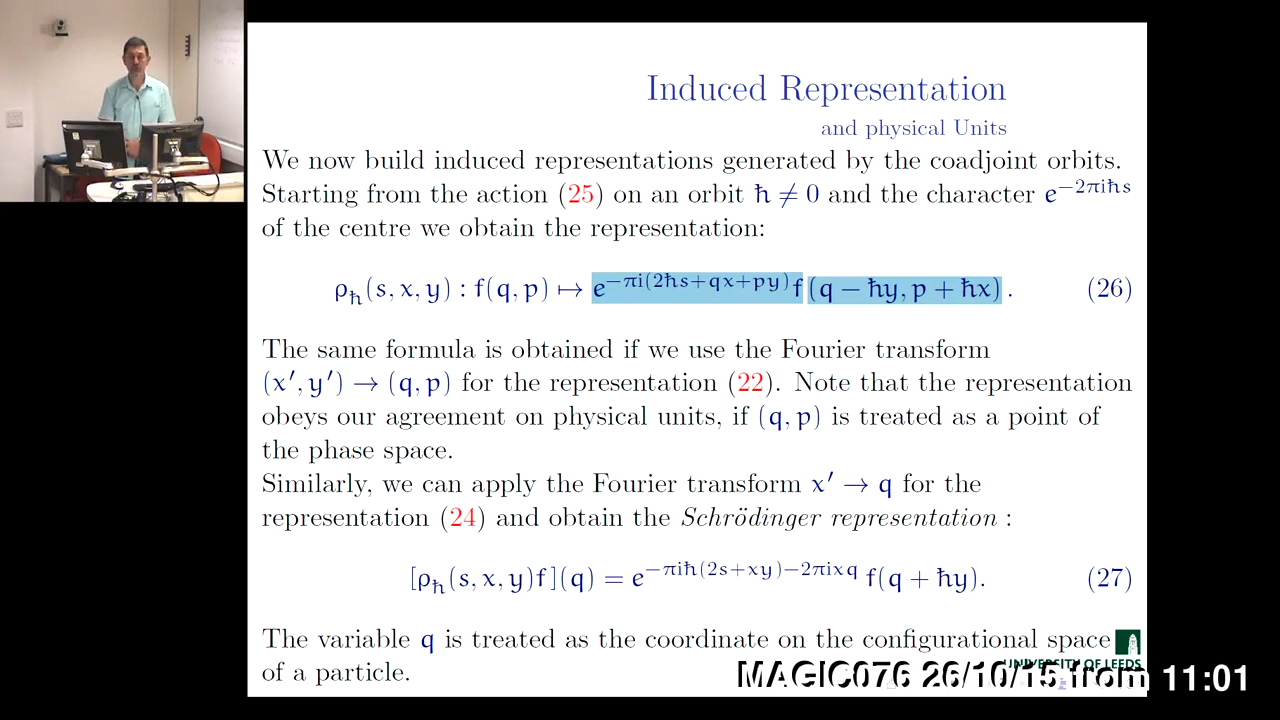 Induced Representation
and physical Units
We now build induced representations generated by the coadjoint orbits.
Starting from the action (25) on an orbit ħ ≠ 0 and the character e^{−2πiħs}
of the centre we obtain the representation:
ρ_ħ(s, x, y) : f(q, p) ↦ e^{−πi(2ħs+qx+py)} f (q − ħy, p + ħx) . (26)
The same formula is obtained if we use the Fourier transform
(x′, y′) → (q, p) for the representation (22). Note that the representation
obeys our agreement on physical units, if (q, p) is treated as a point of
the phase space.
Similarly, we can apply the Fourier transform x′ → q for the
representation (24) and obtain the Schrödinger representation :
[ρ_ħ(s, x, y)f ](q) = e^{−πiħ(2s+xy)−2πixq} f(q + ħy). (27)
The variable q is treated as the coordinate on the configurational space
of a particle.
UNIVERSITY OF LEEDS
MAGIC076 26/10/15 from 11:01